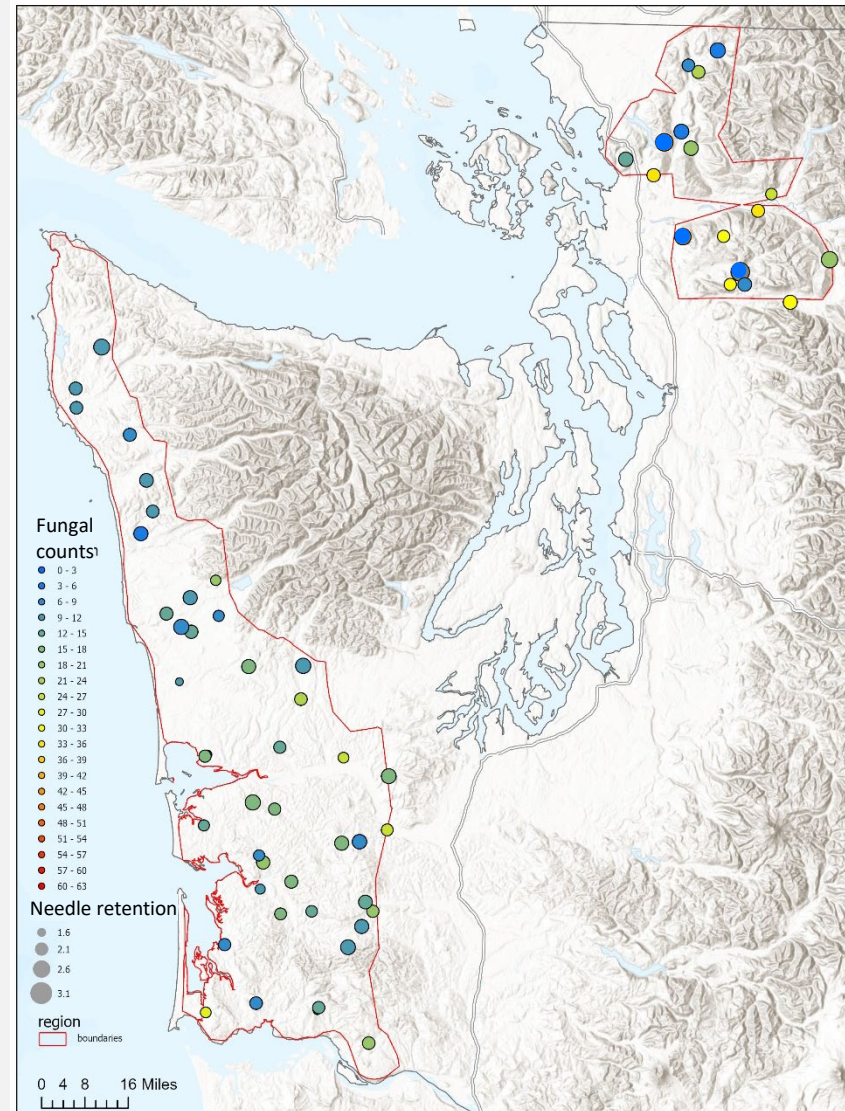 Fungal
counts
0 - 3
3 - 6
6 - 9
9 - 12
12 - 15
15 - 18
18 - 21
21 - 24
24 - 27
27 - 30
30 - 33
33 - 36
36 - 39
39 - 42
42 - 45
45 - 48
48 - 51
51 - 54
54 - 57
57 - 60
60 - 63
Needle retention
1.6
2.1
2.6
3.1
region
boundaries
0 4 8 16 Miles